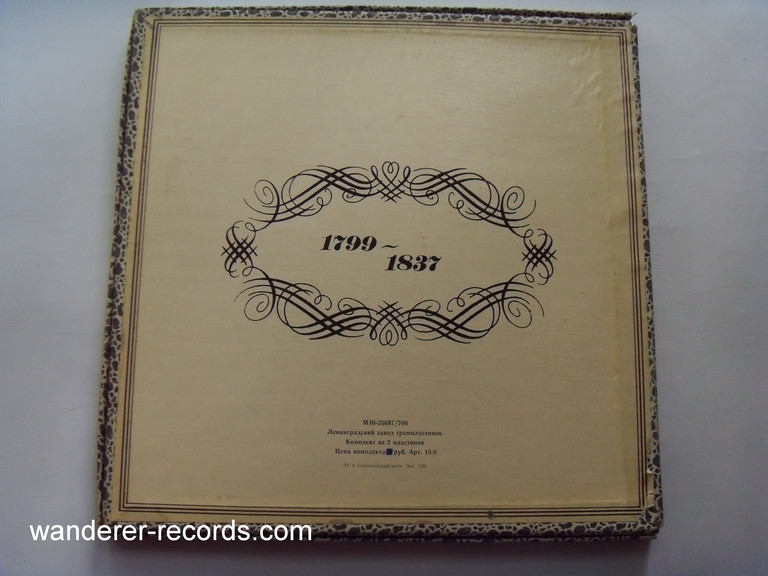 1799~
1837
М10-35697/700
Ленинградский завод грампластинок
Комплект из 2 пластинок
Цена комплекта руб. Арт. 15-8
wanderer-records.com